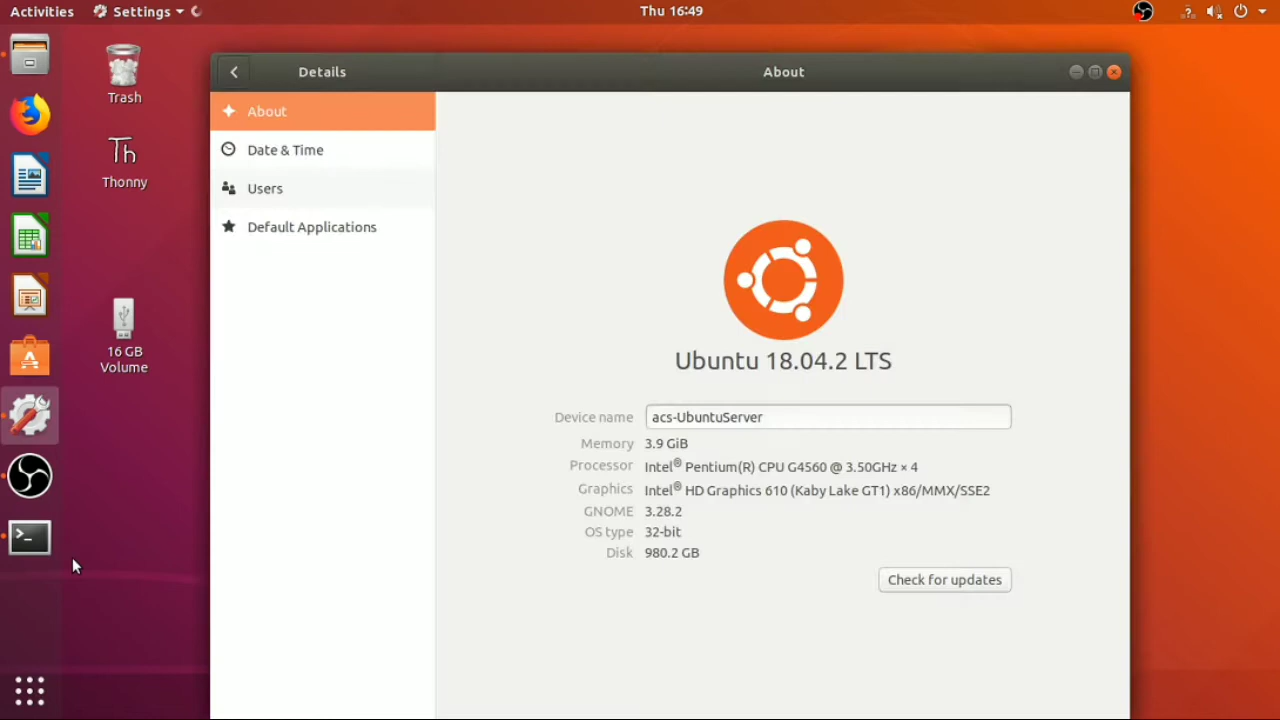 Activities
Settings
Thu 16:49
?
Trash
Th
Thonny
16 GB
Volume
>_
Details
About
About
Date & Time
Users
Default Applications
Ubuntu 18.04.2 LTS
Device name acs-UbuntuServer
Memory 3.9 GiB
Processor Intel® Pentium(R) CPU G4560 @ 3.50GHz × 4
Graphics Intel® HD Graphics 610 (Kaby Lake GT1) x86/MMX/SSE2
GNOME 3.28.2
OS type 32-bit
Disk 980.2 GB
Check for updates